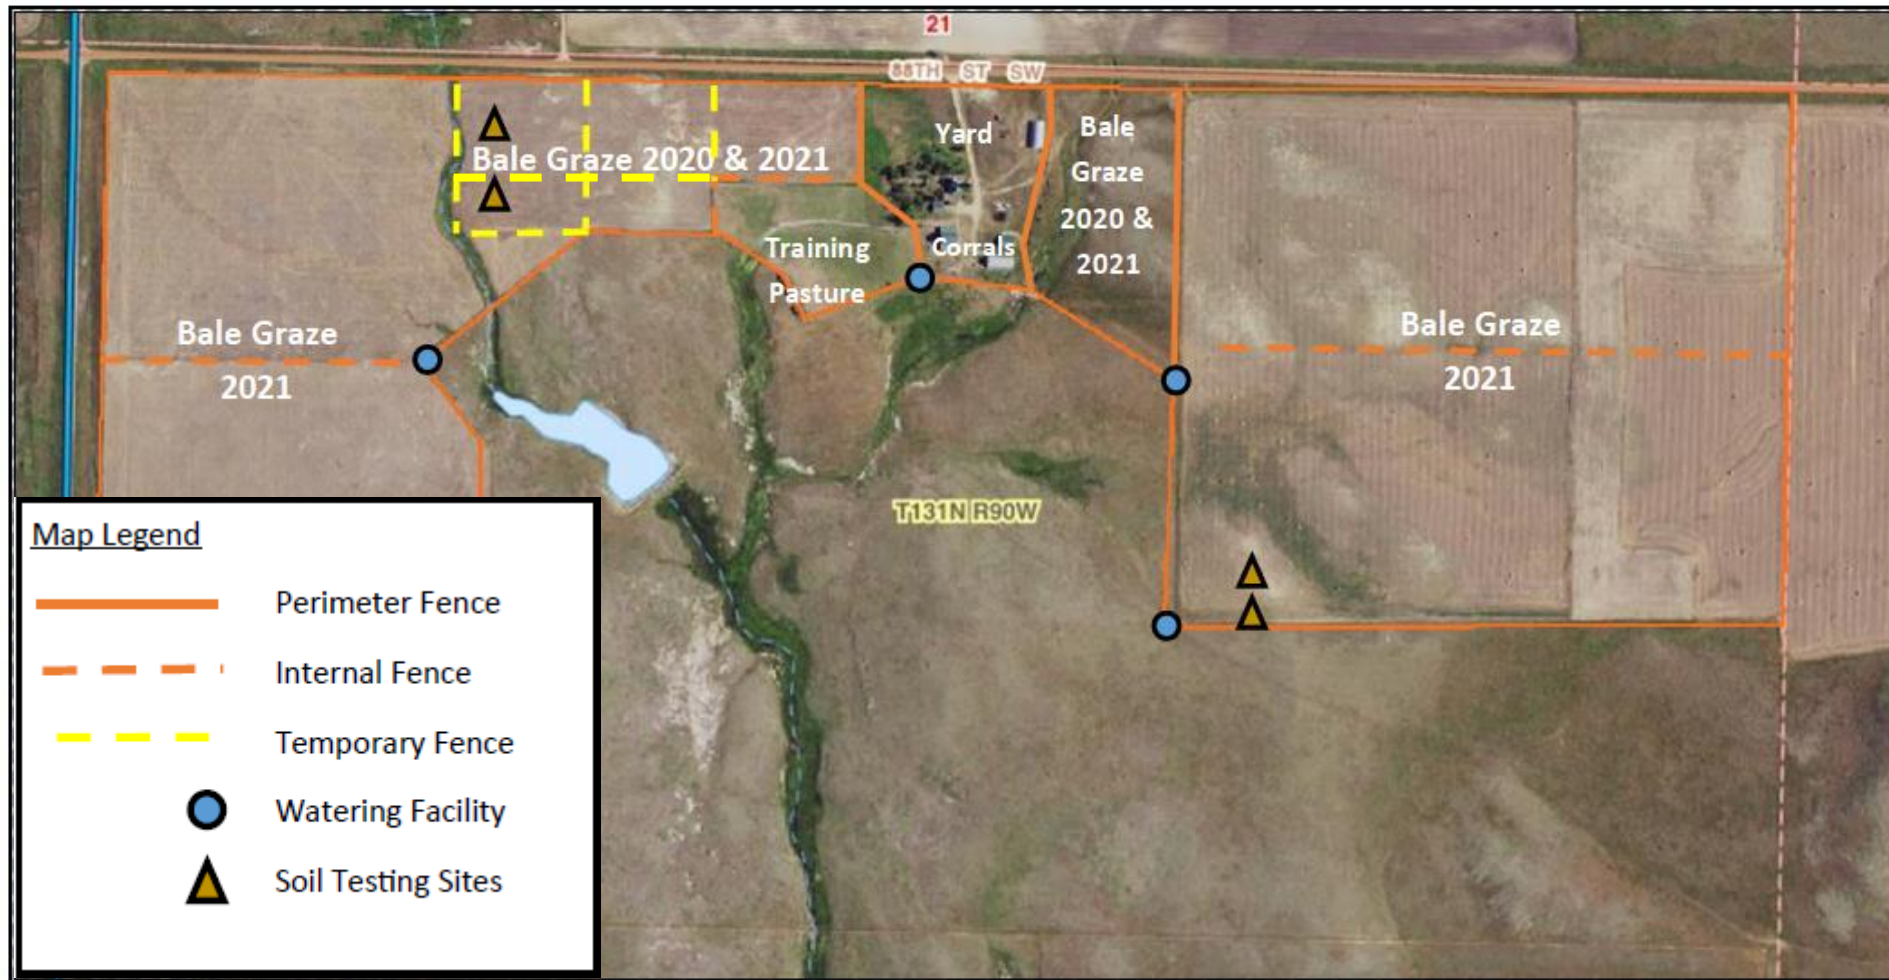 21
88TH ST SW
Yard
Bale
Graze
2020 &
2021
Bale Graze 2020 & 2021
Training
Pasture
Corrals
Bale Graze
2021
Bale Graze
2021
T131N R90W
Map Legend
Perimeter Fence
Internal Fence
Temporary Fence
Watering Facility
Soil Testing Sites